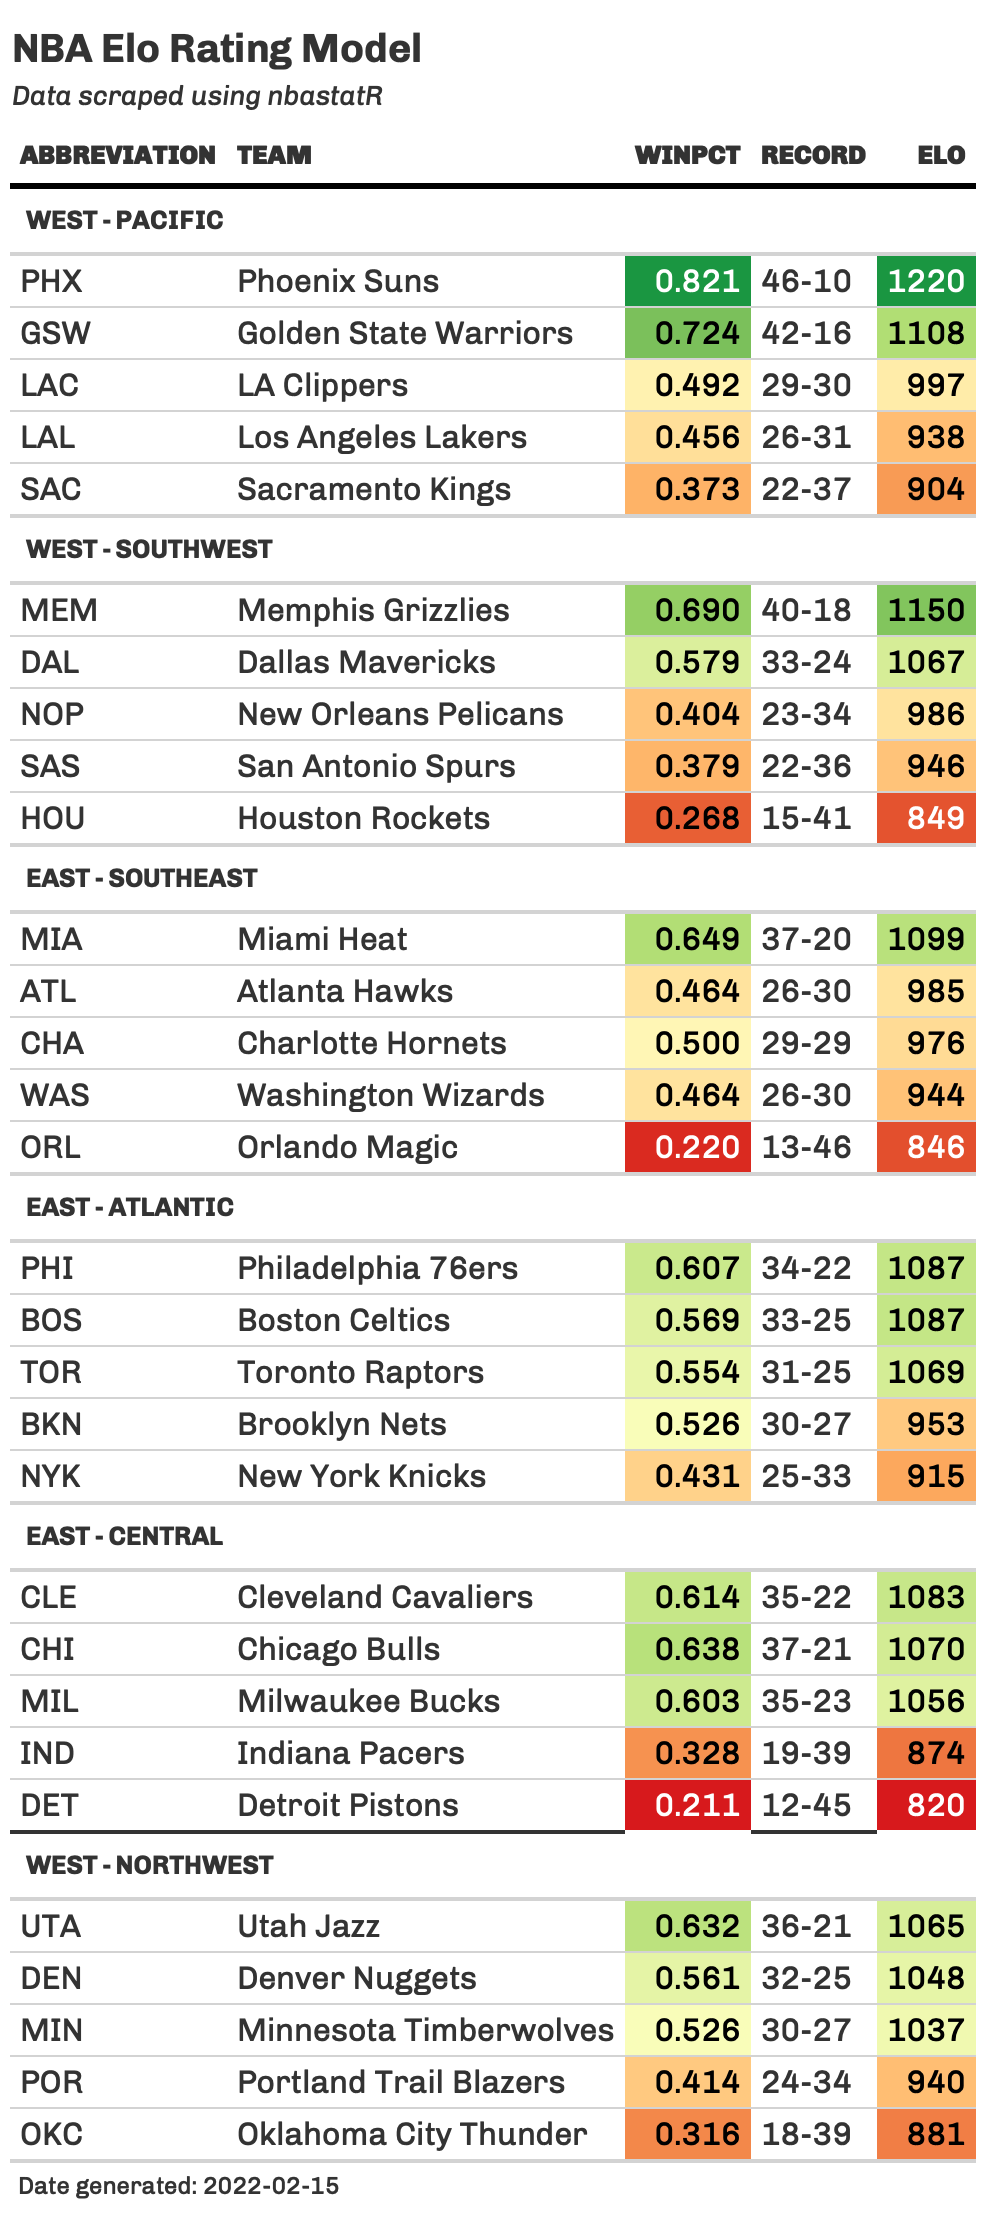 NBA Elo Rating Model
Data scraped using nbastatR
ABBREVIATION TEAM WINPCT RECORD ELO
WEST - PACIFIC
PHX Phoenix Suns 0.821 46-10 1220
GSW Golden State Warriors 0.724 42-16 1108
LAC LA Clippers 0.492 29-30 997
LAL Los Angeles Lakers 0.456 26-31 938
SAC Sacramento Kings 0.373 22-37 904
WEST - SOUTHWEST
MEM Memphis Grizzlies 0.690 40-18 1150
DAL Dallas Mavericks 0.579 33-24 1067
NOP New Orleans Pelicans 0.404 23-34 986
SAS San Antonio Spurs 0.379 22-36 946
HOU Houston Rockets 0.268 15-41 849
EAST - SOUTHEAST
MIA Miami Heat 0.649 37-20 1099
ATL Atlanta Hawks 0.464 26-30 985
CHA Charlotte Hornets 0.500 29-29 976
WAS Washington Wizards 0.464 26-30 944
ORL Orlando Magic 0.220 13-46 846
EAST - ATLANTIC
PHI Philadelphia 76ers 0.607 34-22 1087
BOS Boston Celtics 0.569 33-25 1087
TOR Toronto Raptors 0.554 31-25 1069
BKN Brooklyn Nets 0.526 30-27 953
NYK New York Knicks 0.431 25-33 915
EAST - CENTRAL
CLE Cleveland Cavaliers 0.614 35-22 1083
CHI Chicago Bulls 0.638 37-21 1070
MIL Milwaukee Bucks 0.603 35-23 1056
IND Indiana Pacers 0.328 19-39 874
DET Detroit Pistons 0.211 12-45 820
WEST - NORTHWEST
UTA Utah Jazz 0.632 36-21 1065
DEN Denver Nuggets 0.561 32-25 1048
MIN Minnesota Timberwolves 0.526 30-27 1037
POR Portland Trail Blazers 0.414 24-34 940
OKC Oklahoma City Thunder 0.316 18-39 881
Date generated: 2022-02-15